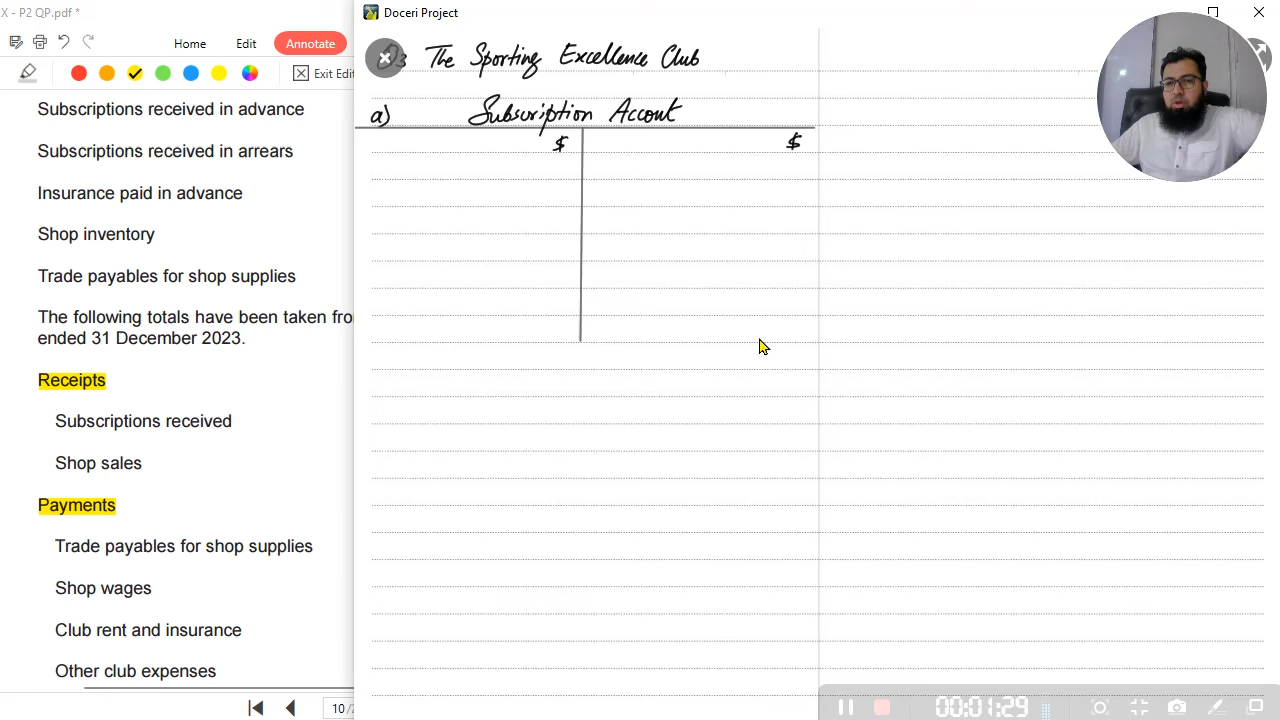 X - P2 QP.pdf *
Doceri Project
Home Edit Annotate
Exit Edi
Subscriptions received in advance
Subscriptions received in arrears
Insurance paid in advance
Shop inventory
Trade payables for shop supplies
The following totals have been taken fro
ended 31 December 2023.
Receipts
Subscriptions received
Shop sales
Payments
Trade payables for shop supplies
Shop wages
Club rent and insurance
Other club expenses
10
The Sporting Excellence Club
a) Subscription Accout
$ $
00:01:29